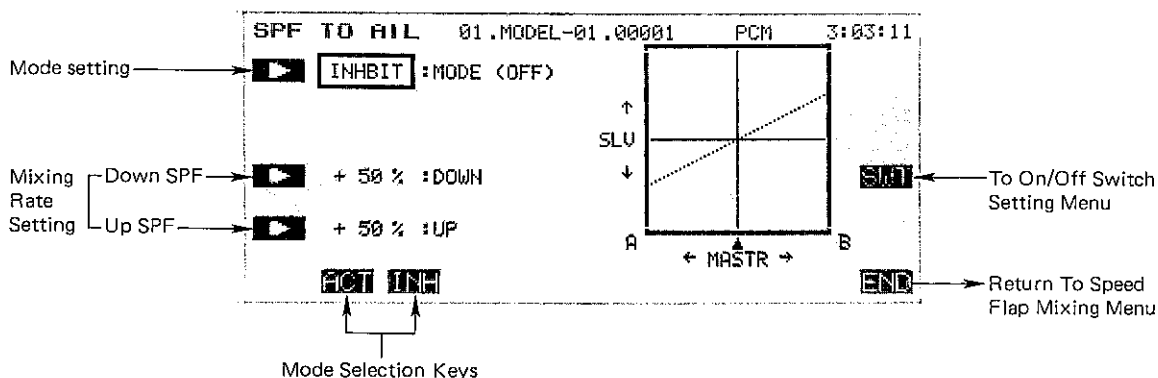 SPF TO AIL 01.MODEL-01.00001 PCM 3:03:11
Mode setting
INHBIT :MODE (OFF)
↑
SLV
↓
Mixing
Rate
Setting
Down SPF
+ 50 % :DOWN
Up SPF
+ 50 % :UP
A
B
← MASTR →
SWT
To On/Off Switch
Setting Menu
ACT INH
END
Return To Speed
Flap Mixing Menu
Mode Selection Keys